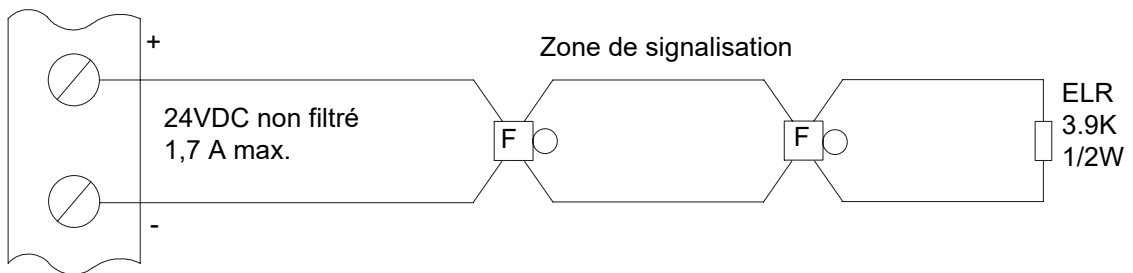 +
Zone de signalisation
24VDC non filtré
1,7 A max.
F
F
ELR
3.9K
1/2W
-